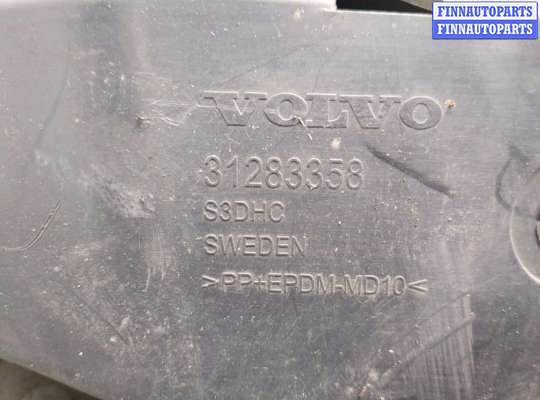 FINNAUTOPARTS
FINNAUTOPARTS
VOLVO
31283358
S3DHC
SWEDEN
>PP+EPDM-MD10<